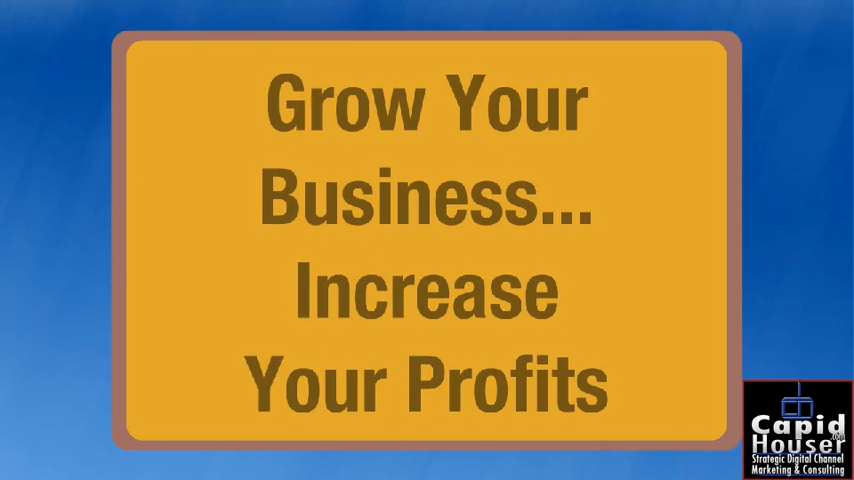 Grow Your
Business...
Increase
Your Profits
Capid
Houser
.com
Strategic Digital Channel
Marketing & Consulting